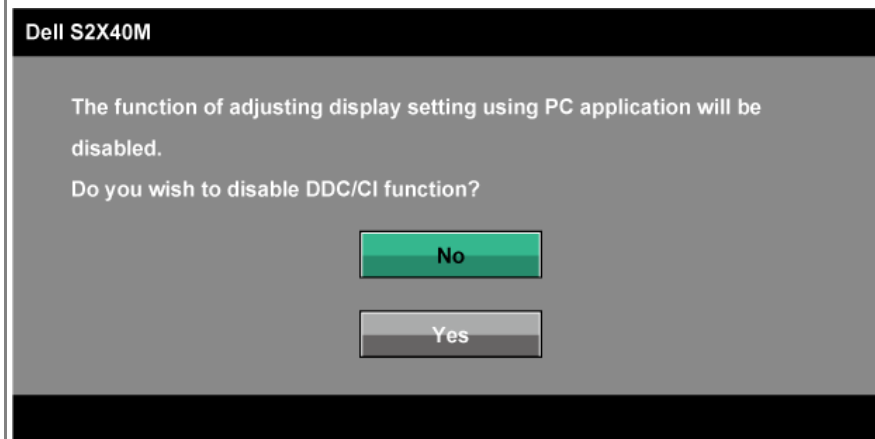 Dell S2X40M
The function of adjusting display setting using PC application will be
disabled.
Do you wish to disable DDC/CI function?
No
Yes